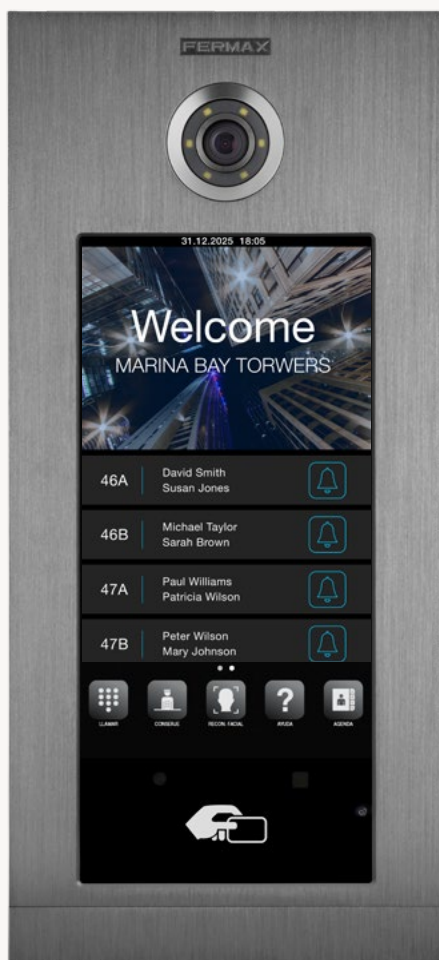 FERMAX
31.12.2025 18:05
Welcome
MARINA BAY TORWERS
46A
David Smith
Susan Jones
46B
Michael Taylor
Sarah Brown
47A
Paul Williams
Patricia Wilson
47B
Peter Wilson
Mary Johnson
LLAMAR
CONSERJE
RECON. FACIAL
?
AYUDA
AGENDA